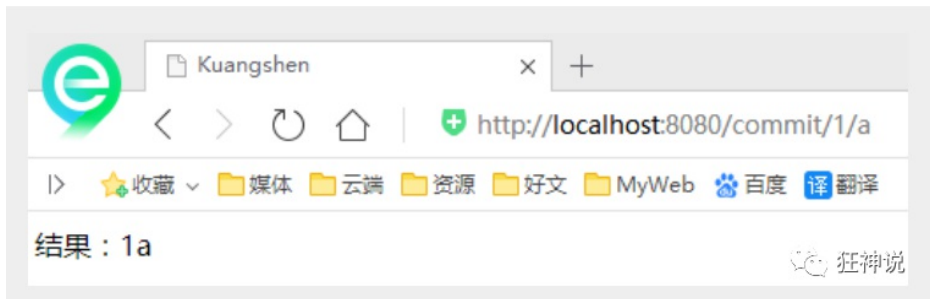 Kuangshen
http://localhost:8080/commit/1/a
收藏 媒体 云端 资源 好文 MyWeb 百度 译 翻译
结果：1a
狂神说